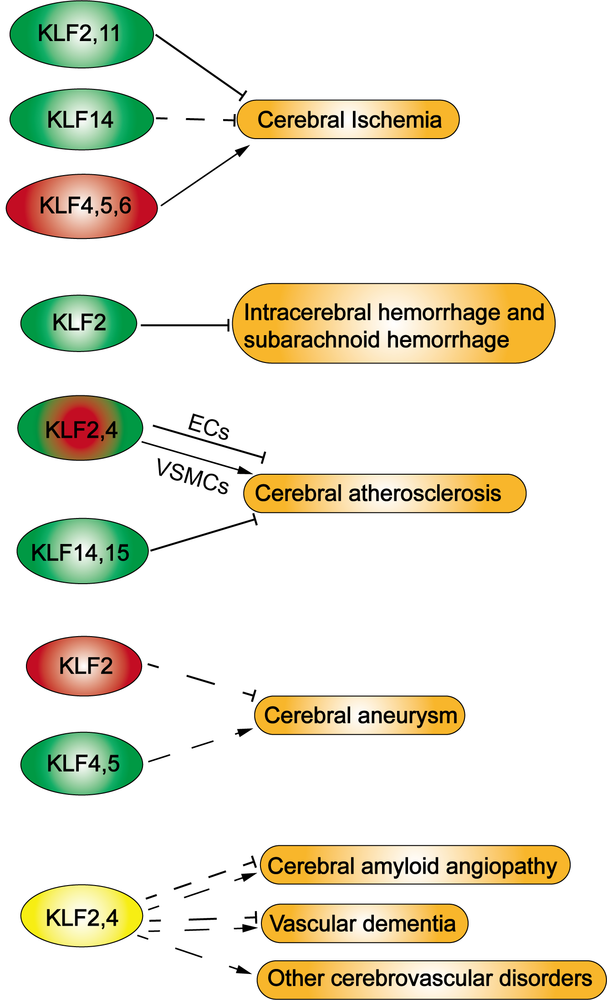 KLF2,11
KLF14
Cerebral Ischemia
KLF4,5,6
KLF2
Intracerebral hemorrhage and
subarachnoid hemorrhage
KLF2,4
ECs
VSMCs
Cerebral atherosclerosis
KLF14,15
KLF2
Cerebral aneurysm
KLF4,5
Cerebral amyloid angiopathy
KLF2,4
Vascular dementia
Other cerebrovascular disorders